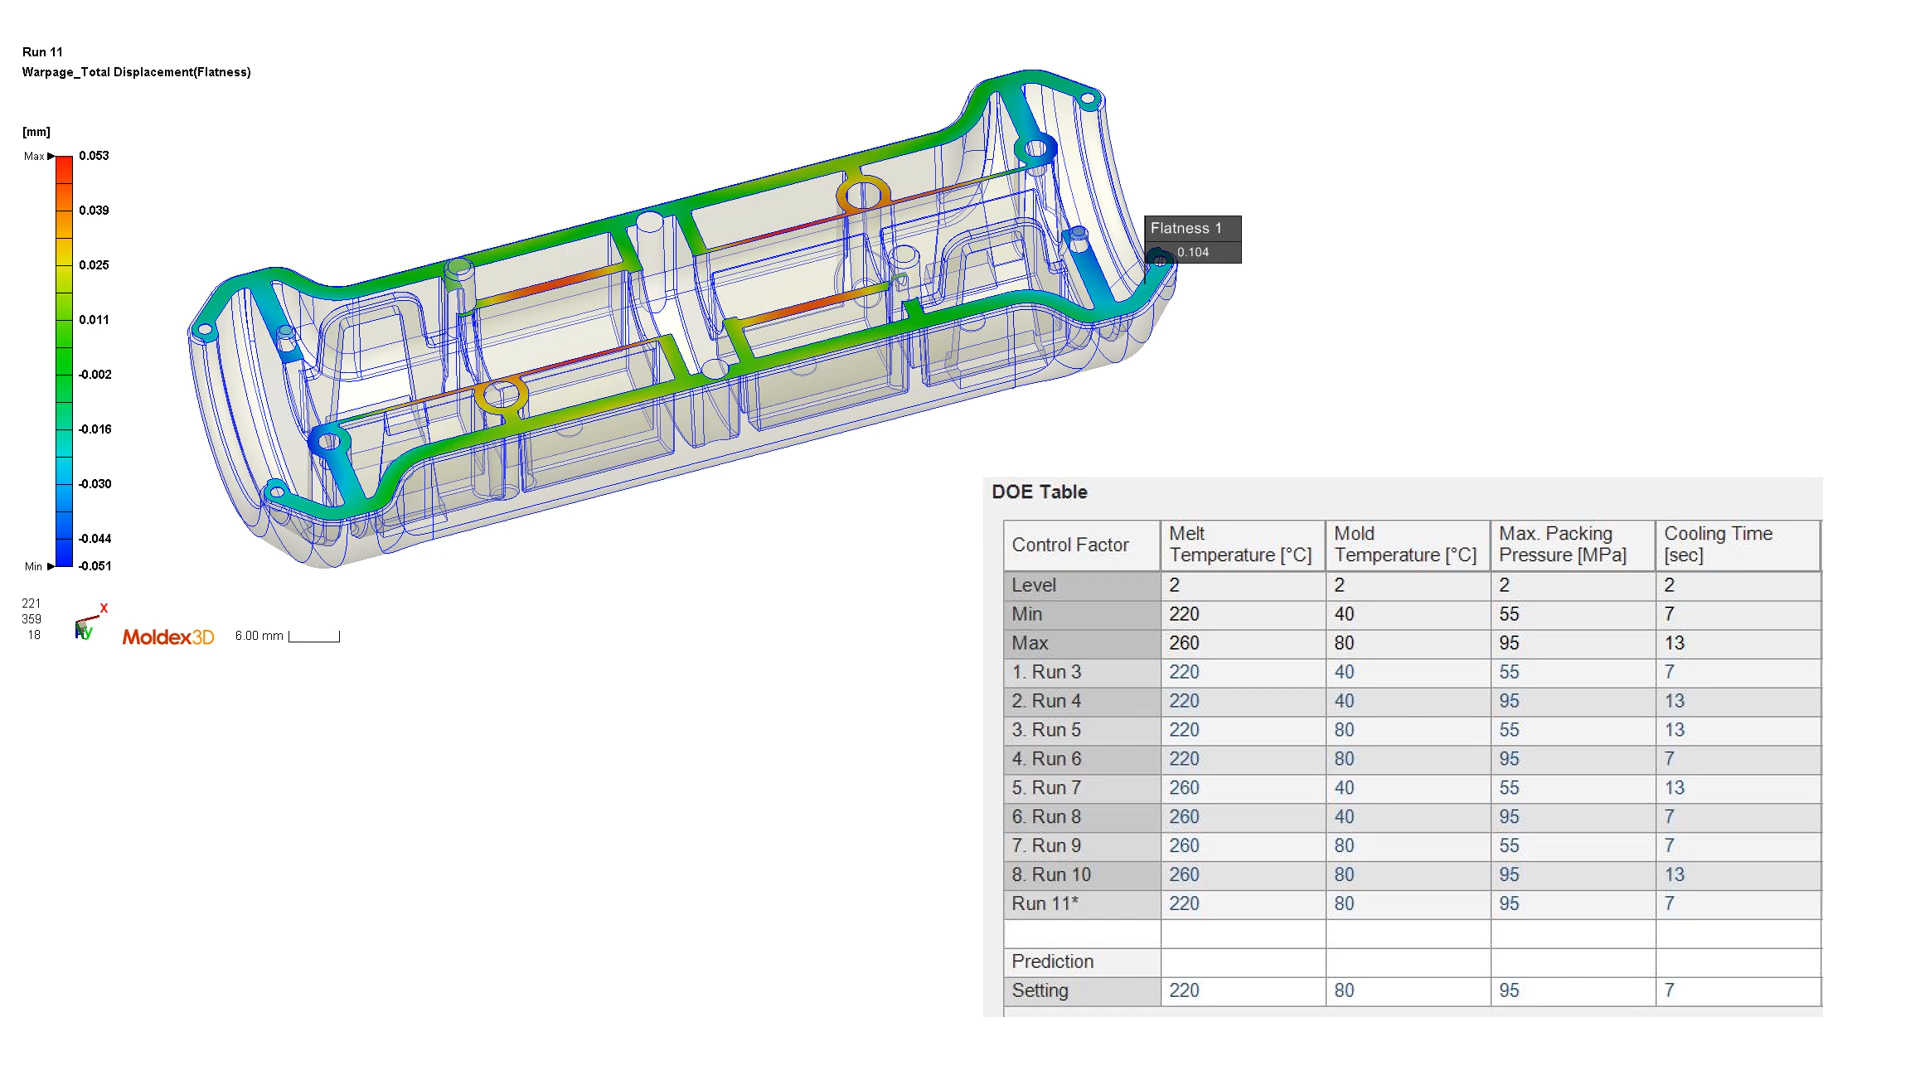 Run 11
Warpage_Total Displacement(Flatness)
[mm]
Max 0.053
0.039
0.025
0.011
-0.002
-0.016
-0.030
-0.044
Min -0.051
Flatness 1
0.104
221
359
18
x
y
Moldex3D
6.00 mm
DOE Table
Control Factor Melt Temperature [°C] Mold Temperature [°C] Max. Packing Pressure [MPa] Cooling Time [sec]
Level 2 2 2 2
Min 220 40 55 7
Max 260 80 95 13
1. Run 3 220 40 55 7
2. Run 4 220 40 95 13
3. Run 5 220 80 55 13
4. Run 6 220 80 95 7
5. Run 7 260 40 55 13
6. Run 8 260 40 95 7
7. Run 9 260 80 55 7
8. Run 10 260 80 95 13
Run 11* 220 80 95 7
Prediction
Setting 220 80 95 7